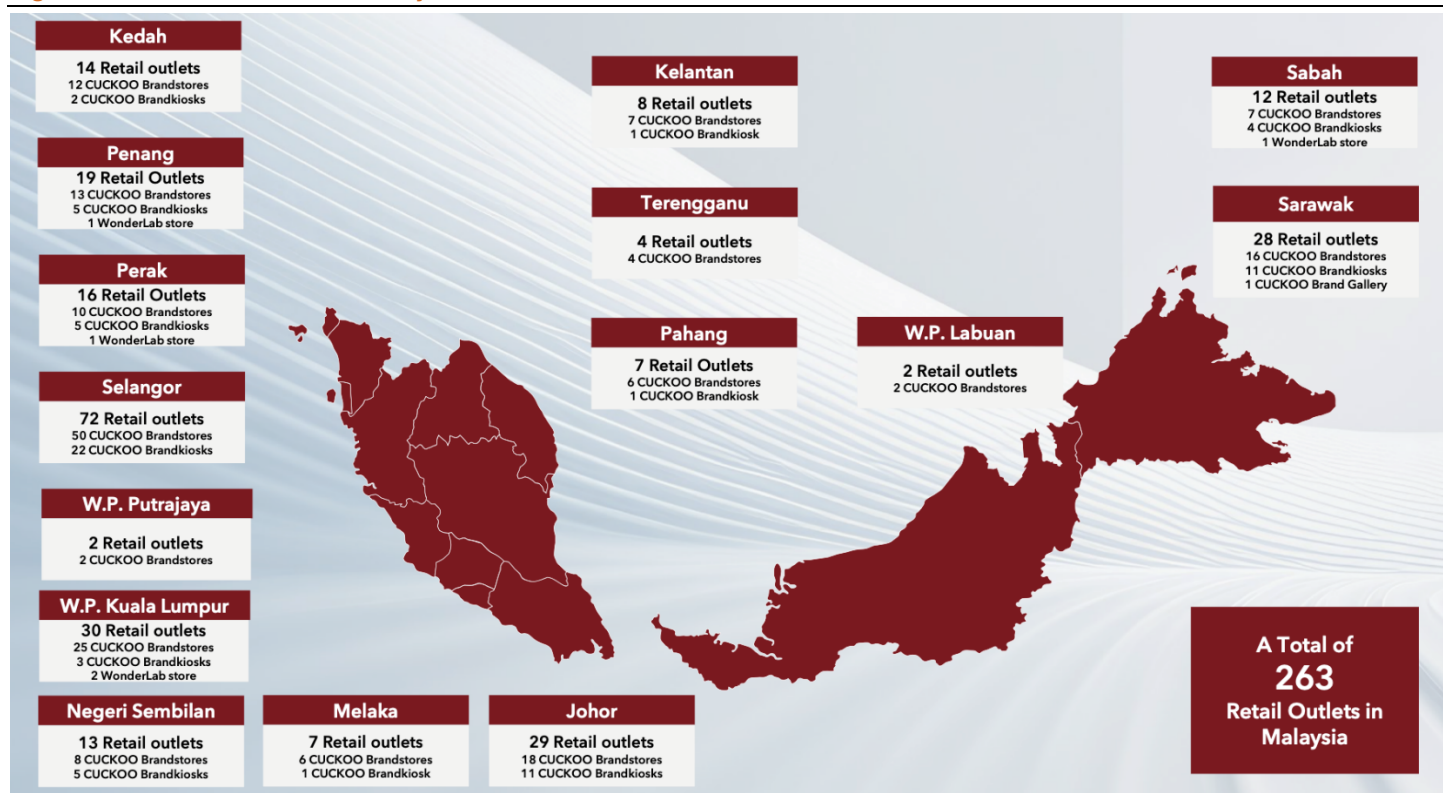 Kedah
14 Retail outlets
12 CUCKOO Brandstores
2 CUCKOO Brandkiosks
Penang
19 Retail Outlets
13 CUCKOO Brandstores
5 CUCKOO Brandkiosks
1 WonderLab store
Perak
16 Retail Outlets
10 CUCKOO Brandstores
5 CUCKOO Brandkiosks
1 WonderLab store
Selangor
72 Retail outlets
50 CUCKOO Brandstores
22 CUCKOO Brandkiosks
W.P. Putrajaya
2 Retail outlets
2 CUCKOO Brandstores
W.P. Kuala Lumpur
30 Retail outlets
25 CUCKOO Brandstores
3 CUCKOO Brandkiosks
2 WonderLab store
Negeri Sembilan
13 Retail outlets
8 CUCKOO Brandstores
5 CUCKOO Brandkiosks
Melaka
7 Retail outlets
6 CUCKOO Brandstores
1 CUCKOO Brandkiosk
Johor
29 Retail outlets
18 CUCKOO Brandstores
11 CUCKOO Brandkiosks
Kelantan
8 Retail outlets
7 CUCKOO Brandstores
1 CUCKOO Brandkiosk
Terengganu
4 Retail outlets
4 CUCKOO Brandstores
Pahang
7 Retail Outlets
6 CUCKOO Brandstores
1 CUCKOO Brandkiosk
W.P. Labuan
2 Retail outlets
2 CUCKOO Brandstores
Sabah
12 Retail outlets
7 CUCKOO Brandstores
4 CUCKOO Brandkiosks
1 WonderLab store
Sarawak
28 Retail outlets
16 CUCKOO Brandstores
11 CUCKOO Brandkiosks
1 CUCKOO Brand Gallery
A Total of
263
Retail Outlets in
Malaysia